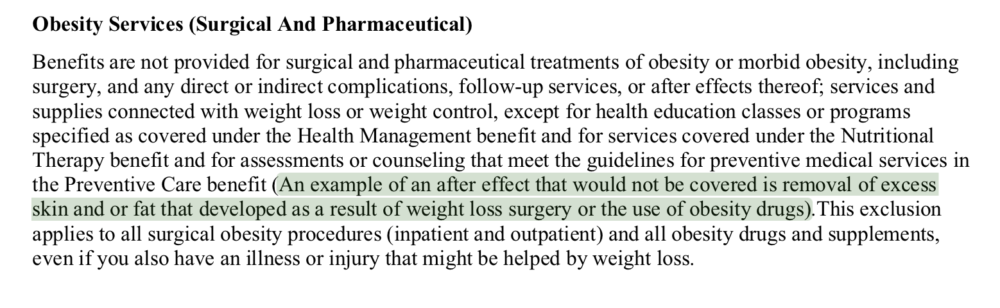 Obesity Services (Surgical And Pharmaceutical)
Benefits are not provided for surgical and pharmaceutical treatments of obesity or morbid obesity, including
surgery, and any direct or indirect complications, follow-up services, or after effects thereof; services and
supplies connected with weight loss or weight control, except for health education classes or programs
specified as covered under the Health Management benefit and for services covered under the Nutritional
Therapy benefit and for assessments or counseling that meet the guidelines for preventive medical services in
the Preventive Care benefit (An example of an after effect that would not be covered is removal of excess
skin and or fat that developed as a result of weight loss surgery or the use of obesity drugs).This exclusion
applies to all surgical obesity procedures (inpatient and outpatient) and all obesity drugs and supplements,
even if you also have an illness or injury that might be helped by weight loss.